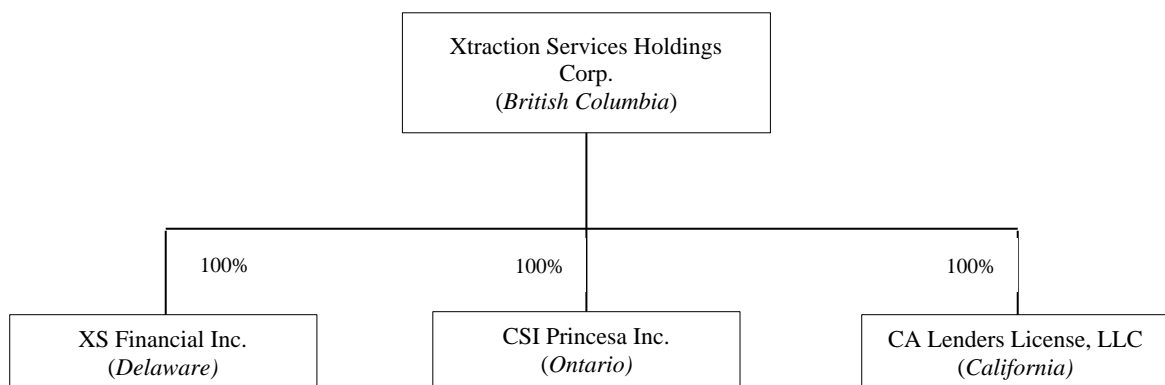 Xtraction Services Holdings
Corp.
(British Columbia)
100%
100%
100%
XS Financial Inc.
(Delaware)
CSI Princesa Inc.
(Ontario)
CA Lenders License, LLC
(California)